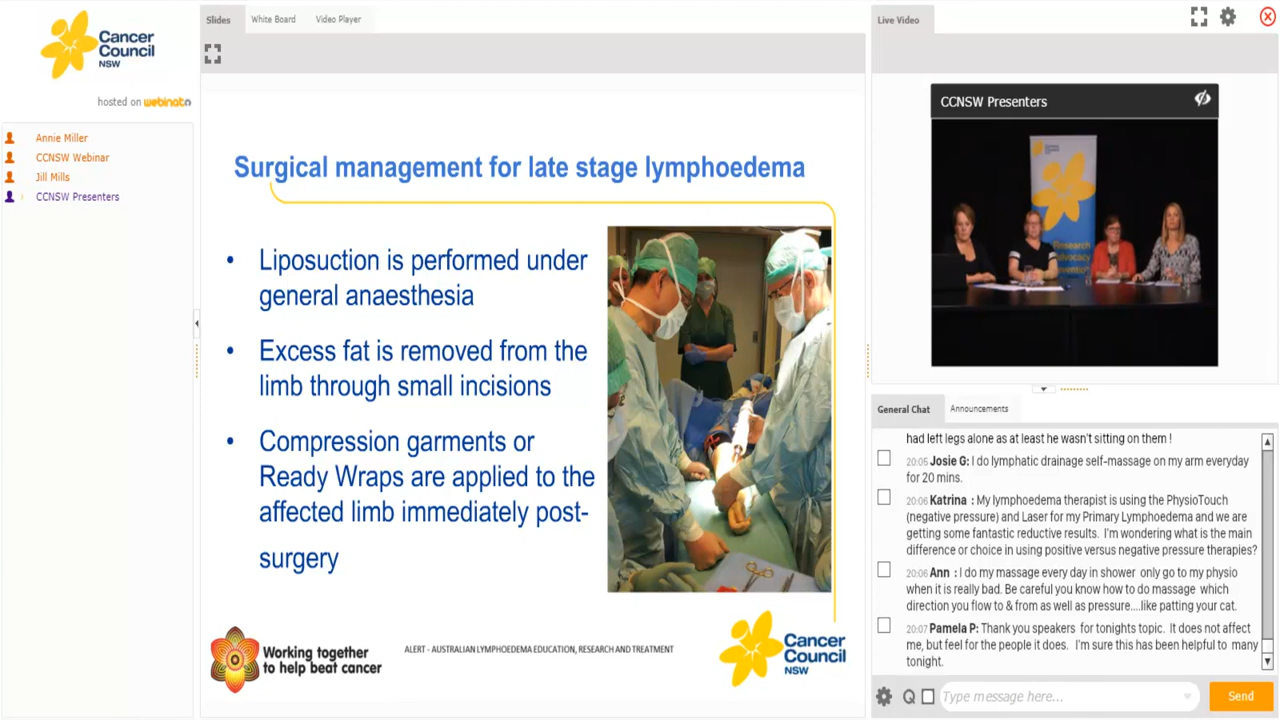 Cancer
Council
NSW
hosted on webinato
Annie Miller
CCNSW Webinar
Jill Mills
CCNSW Presenters
Slides
White Board
Video Player
Surgical management for late stage lymphoedema
• Liposuction is performed under
general anaesthesia
• Excess fat is removed from the
limb through small incisions
• Compression garments or
Ready Wraps are applied to the
affected limb immediately post-
surgery
Working together
to help beat cancer
ALERT - AUSTRALIAN LYMPHOEDEMA EDUCATION, RESEARCH AND TREATMENT
Cancer
Council
NSW
Live Video
CCNSW Presenters
Research
General Chat
Announcements
had left legs alone as at least he wasn't sitting on them !
20:05 Josie G: I do lymphatic drainage self-massage on my arm everyday
for 20 mins.
20:06 Katrina : My lymphoedema therapist is using the PhysioTouch
(negative pressure) and Laser for my Primary Lymphoedema and we are
getting some fantastic reductive results. I'm wondering what is the main
difference or choice in using positive versus negative pressure therapies?
20:06 Ann : I do my massage every day in shower only go to my physio
when it is really bad. Be careful you know how to do massage which
direction you flow to & from as well as pressure....like patting your cat.
20:07 Pamela P: Thank you speakers for tonights topic. It does not affect
me, but feel for the people it does. I'm sure this has been helpful to many
tonight.
Type message here...
Send